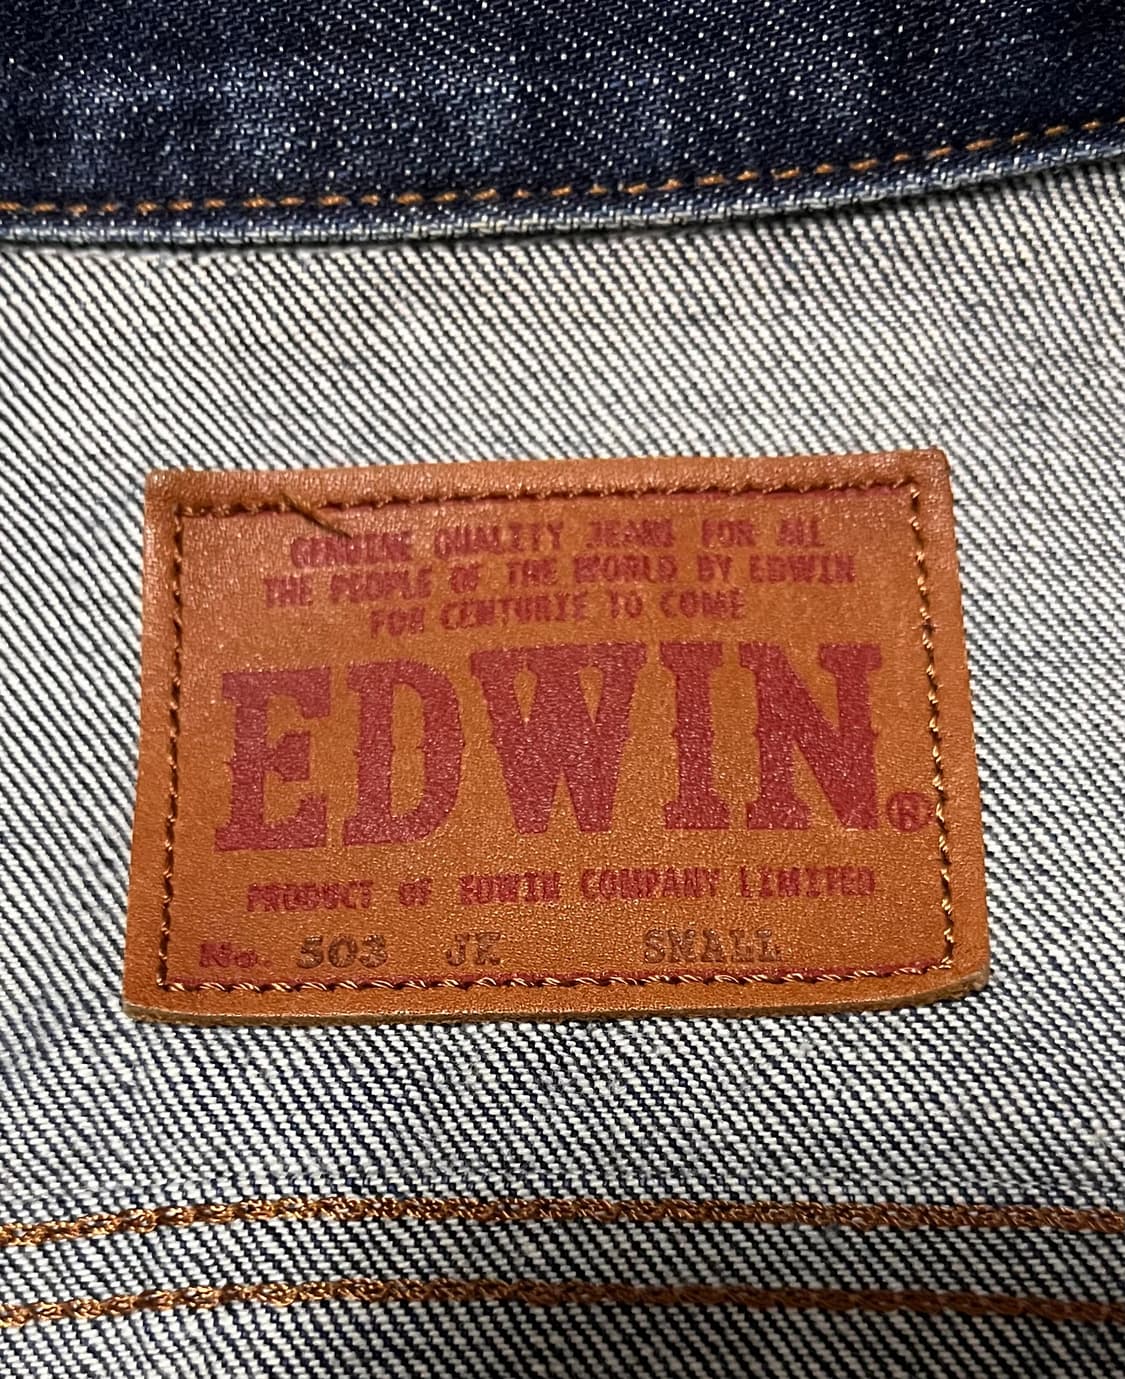 GENUINE QUALITY JEANS FOR ALL
THE PEOPLE OF THE WORLD BY EDWIN
FOR CENTURIE TO COME
EDWIN®
PRODUCT OF EDWIN COMPANY LIMITED
No. 503 JK SMALL